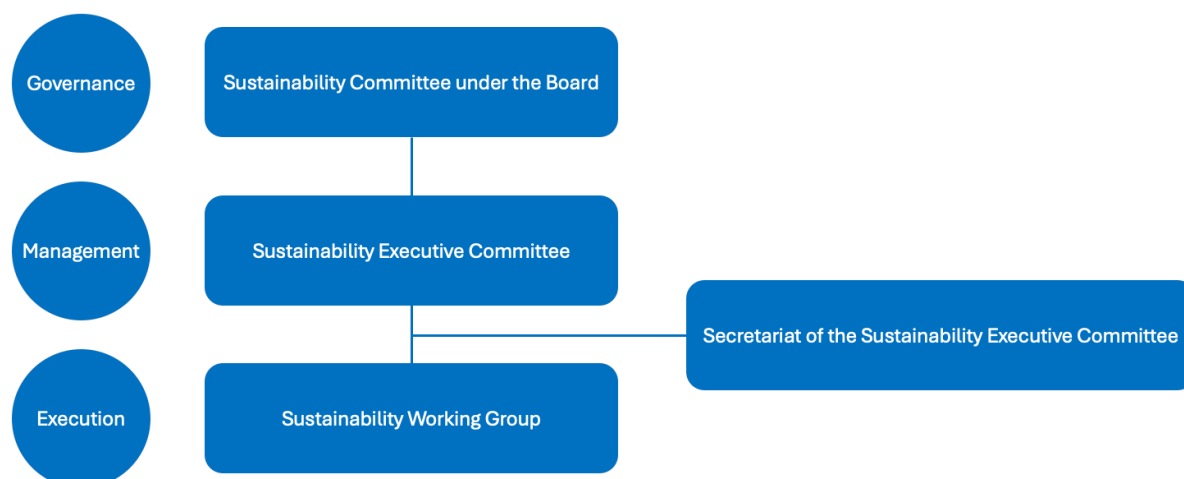 Governance
Sustainability Committee under the Board
Management
Sustainability Executive Committee
Secretariat of the Sustainability Executive Committee
Execution
Sustainability Working Group